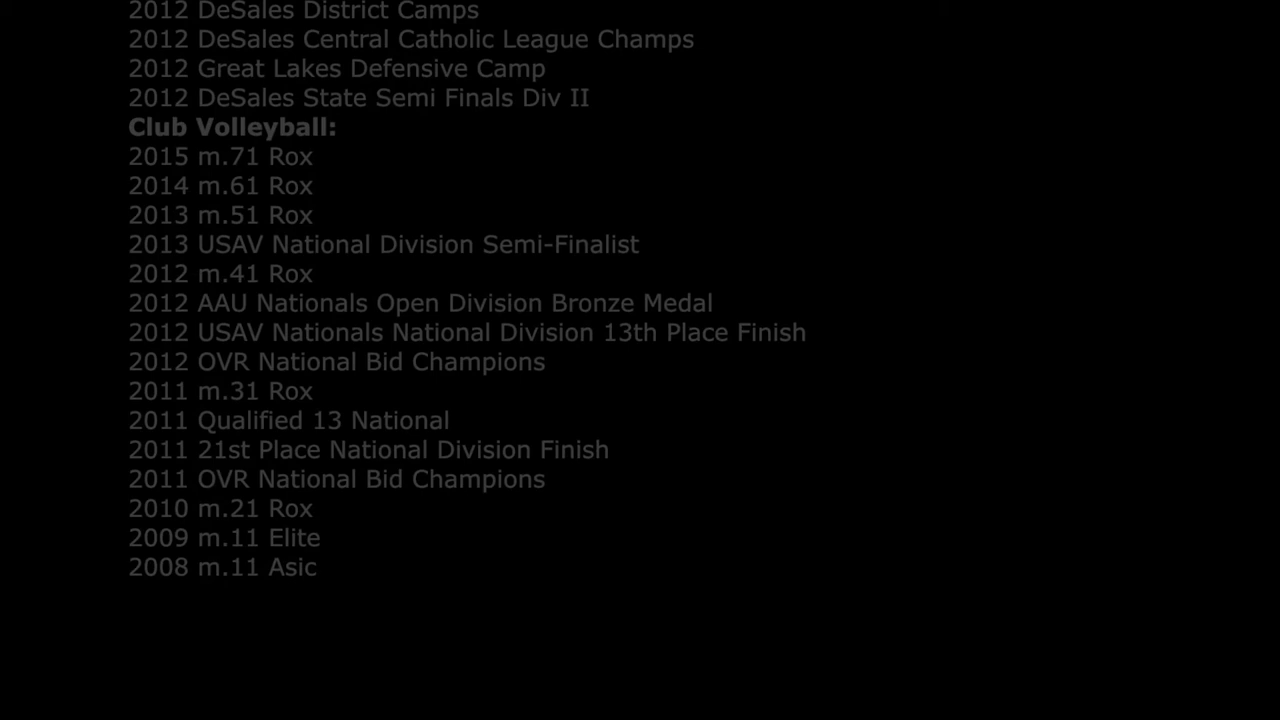 2012 DeSales District Camps
2012 DeSales Central Catholic League Champs
2012 Great Lakes Defensive Camp
2012 DeSales State Semi Finals Div II
Club Volleyball:
2015 m.71 Rox
2014 m.61 Rox
2013 m.51 Rox
2013 USAV National Division Semi-Finalist
2012 m.41 Rox
2012 AAU Nationals Open Division Bronze Medal
2012 USAV Nationals National Division 13th Place Finish
2012 OVR National Bid Champions
2011 m.31 Rox
2011 Qualified 13 National
2011 21st Place National Division Finish
2011 OVR National Bid Champions
2010 m.21 Rox
2009 m.11 Elite
2008 m.11 Asic